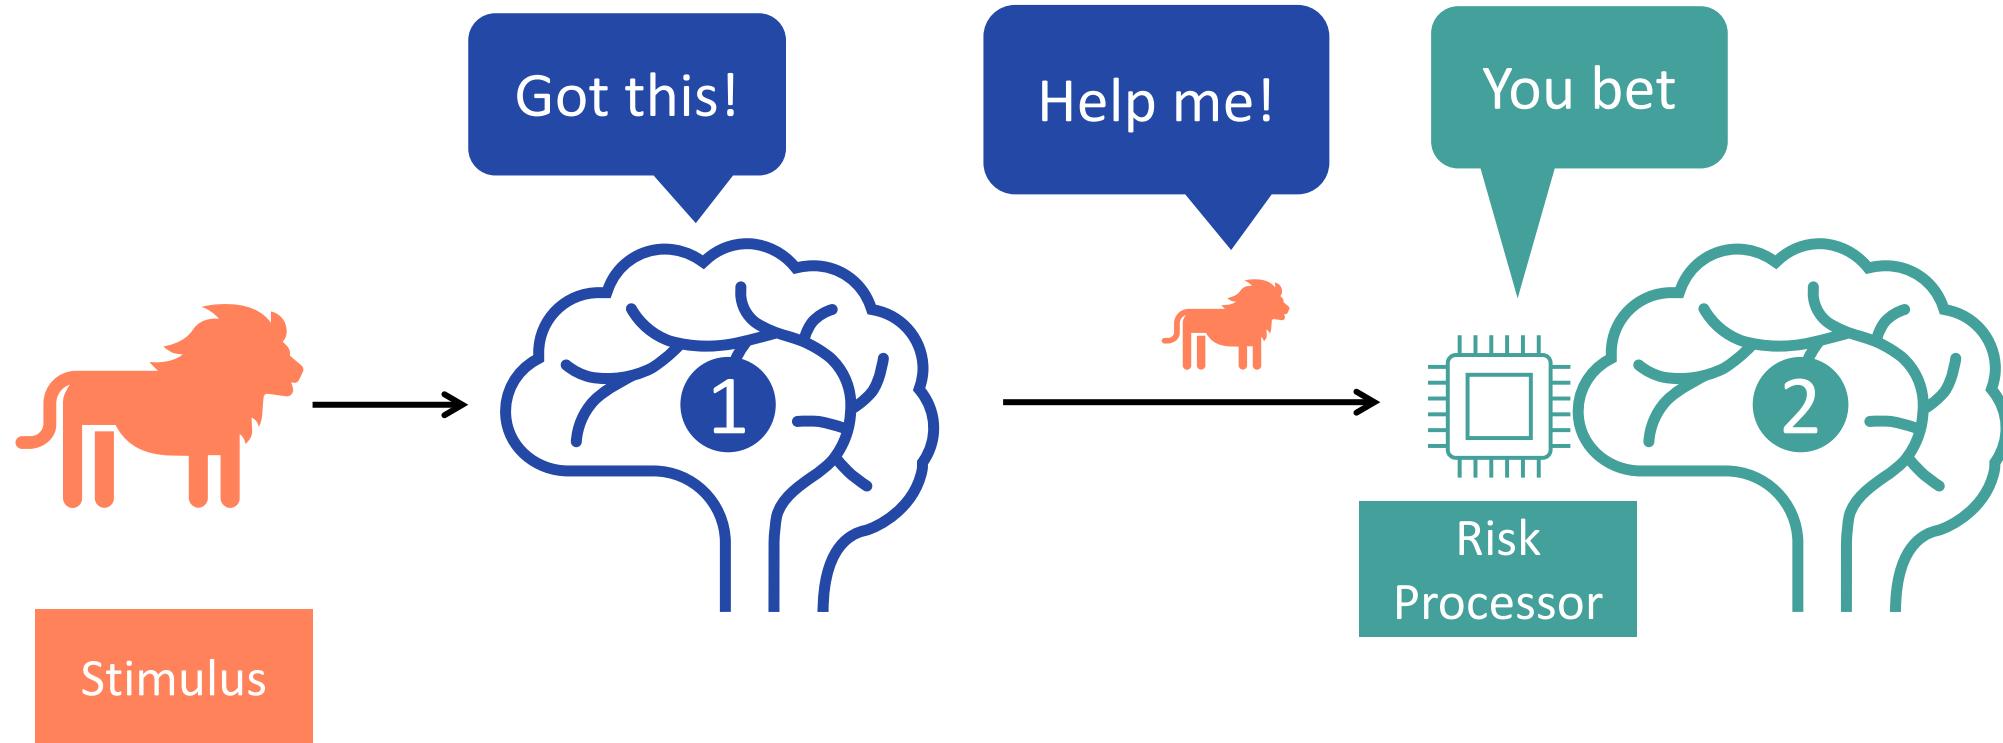 Got this!
Help me!
You bet
1
2
Risk
Processor
Stimulus